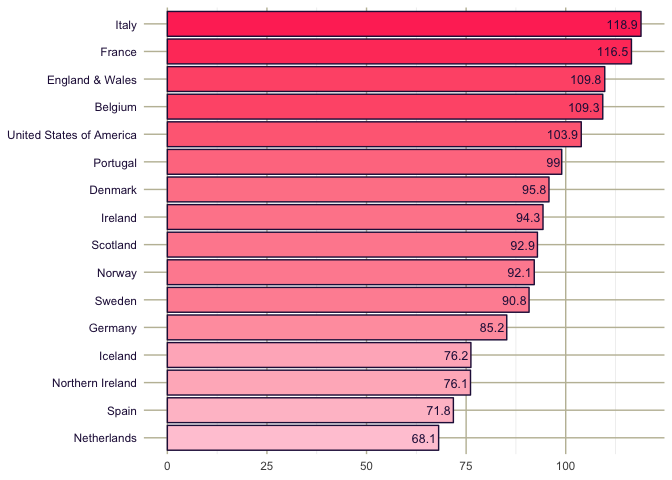 Italy 118.9
France 116.5
England & Wales 109.8
Belgium 109.3
United States of America 103.9
Portugal 99
Denmark 95.8
Ireland 94.3
Scotland 92.9
Norway 92.1
Sweden 90.8
Germany 85.2
Iceland 76.2
Northern Ireland 76.1
Spain 71.8
Netherlands 68.1
0 25 50 75 100